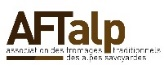 AFTalp
association des fromages traditionnels
des alpes savoyardes